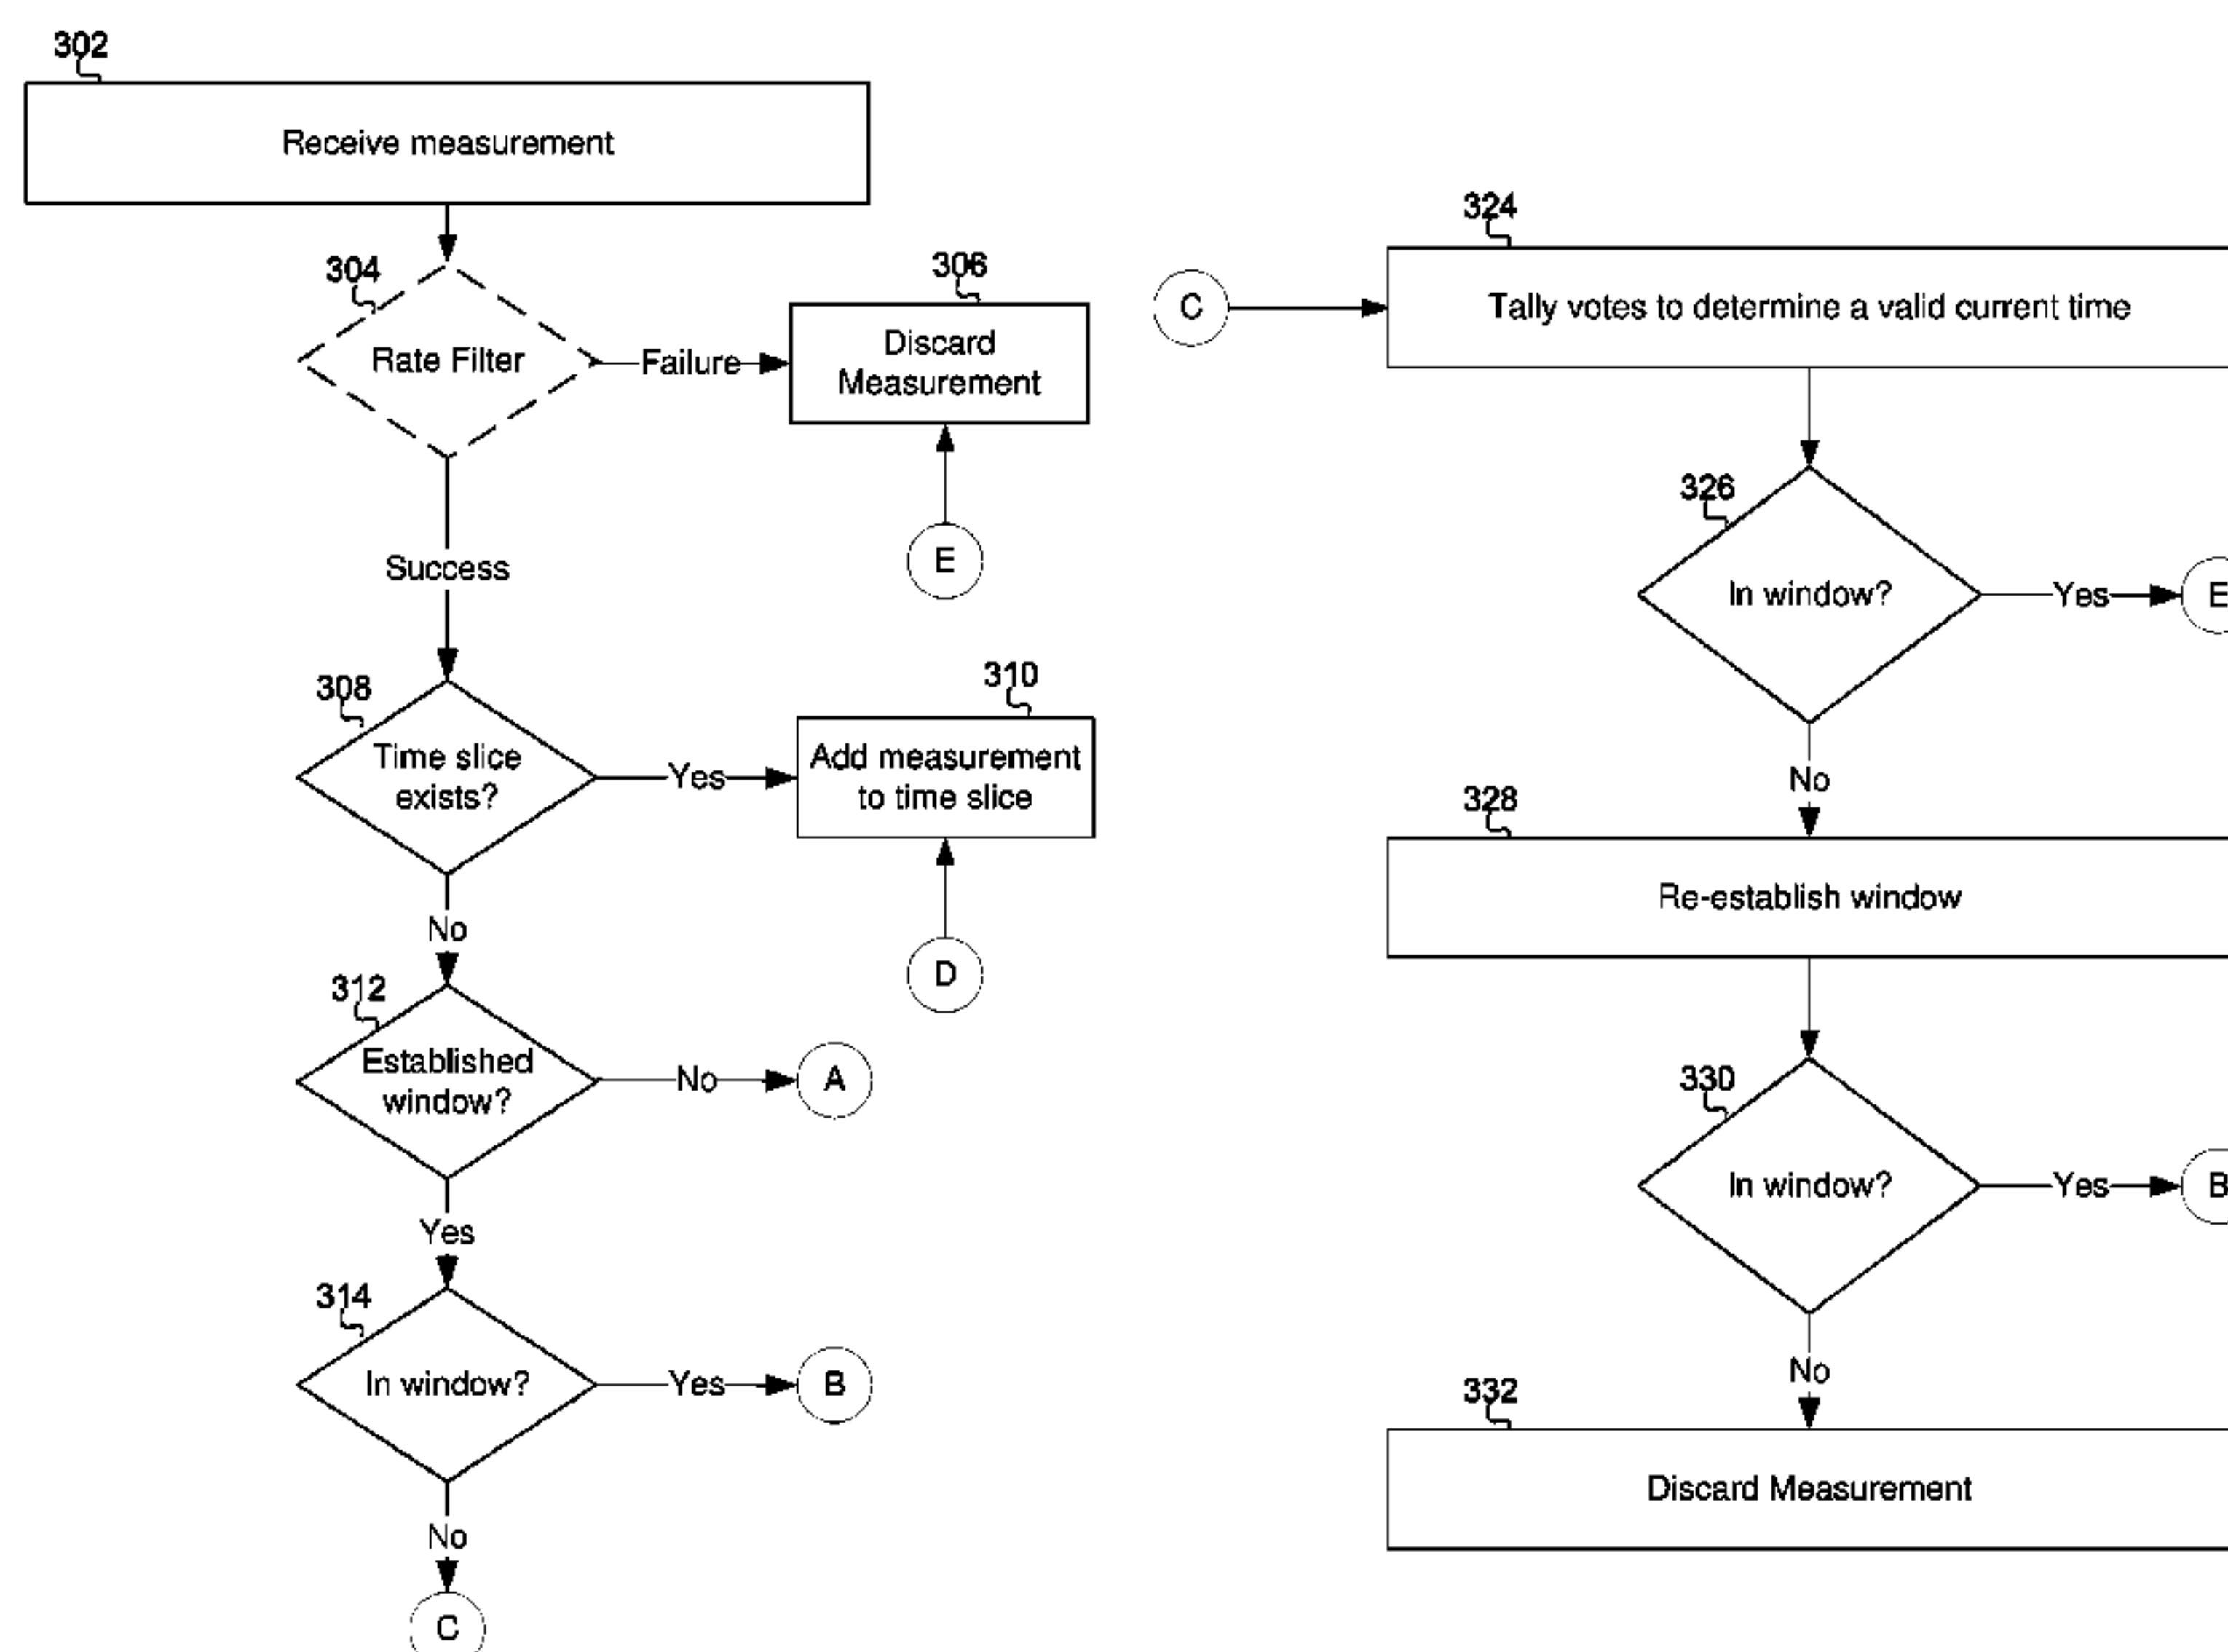 302
Receive measurement
304
Rate Filter
Failure
306
Discard
Measurement
E
Success
308
Time slice
exists?
Yes
310
Add measurement
to time slice
D
No
312
Established
window?
No
A
Yes
314
In window?
Yes
B
No
C
C
324
Tally votes to determine a valid current time
326
In window?
Yes
E
No
328
Re-establish window
330
In window?
Yes
B
No
332
Discard Measurement